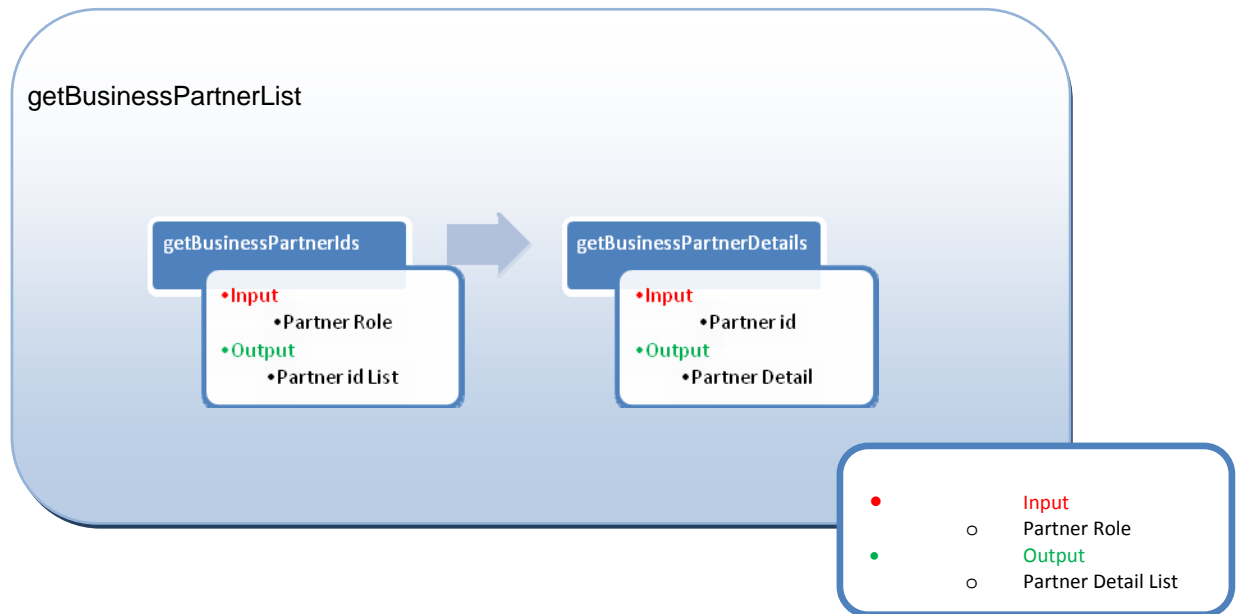 getBusinessPartnerList
getBusinessPartnerIds
•Input
•Partner Role
•Output
•Partner id List
getBusinessPartnerDetails
•Input
•Partner id
•Output
•Partner Detail
• Input
o Partner Role
• Output
o Partner Detail List